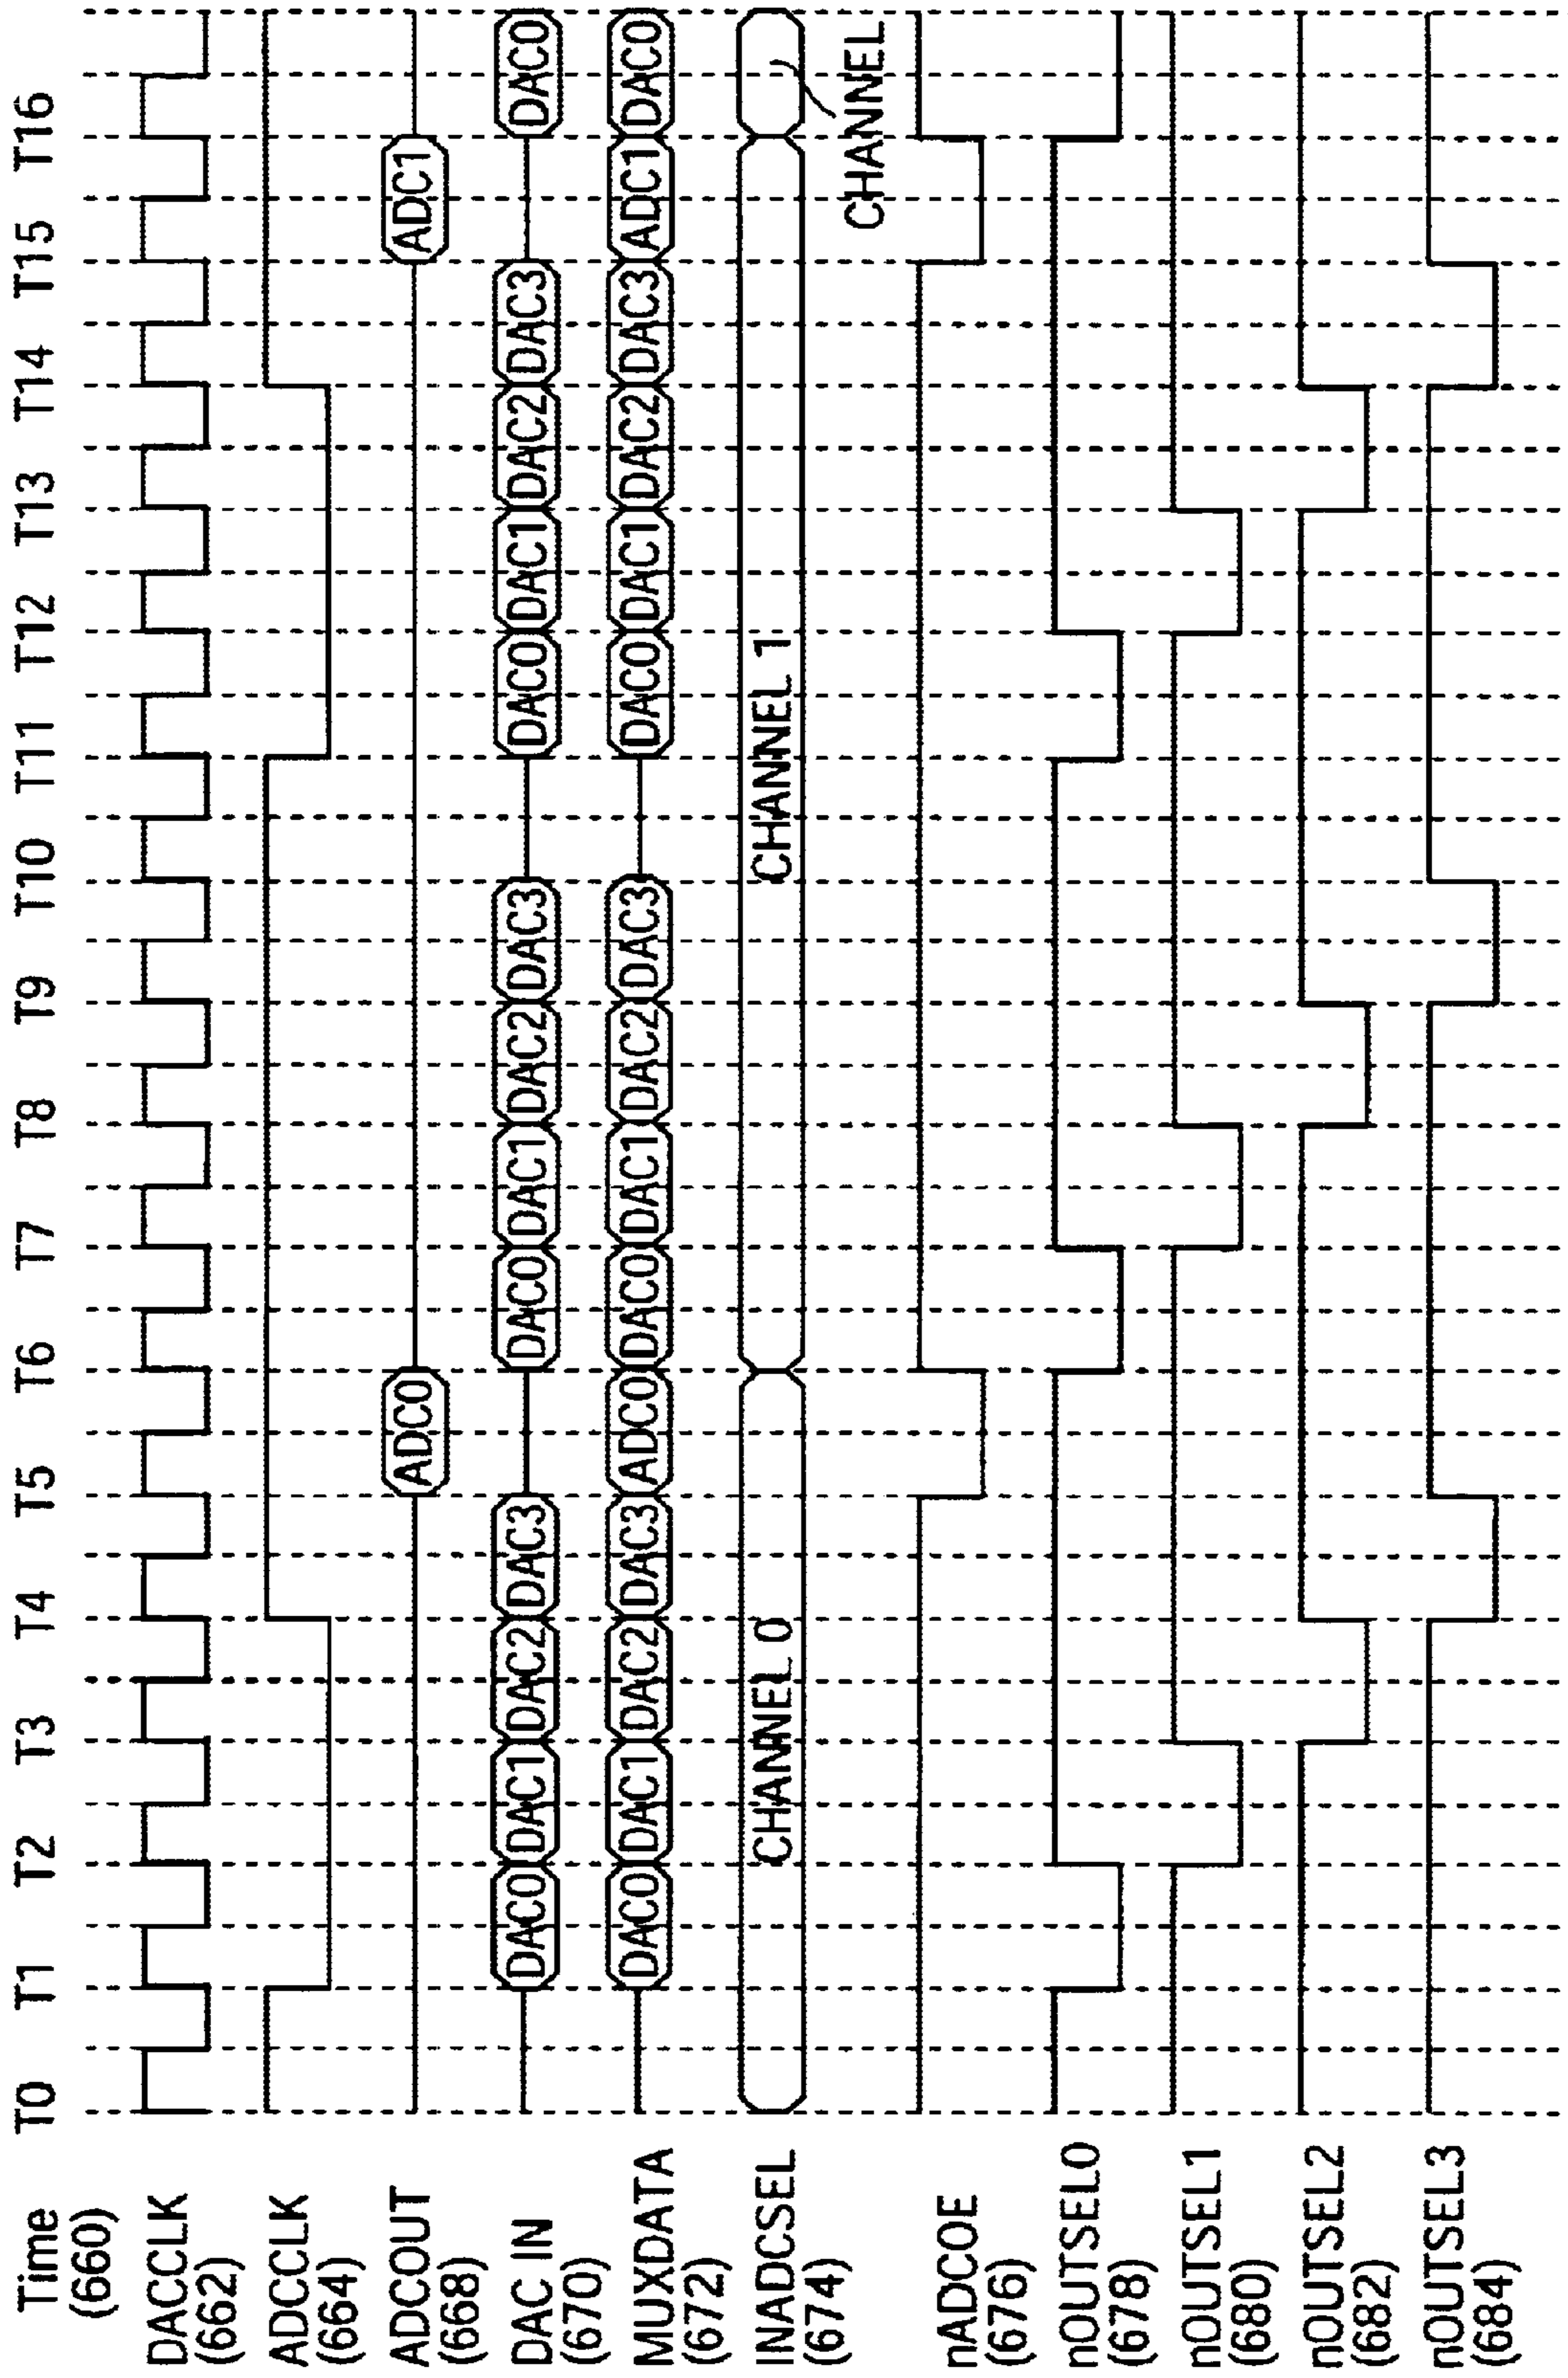 Time T0 T1 T2 T3 T4 T5 T6 T7 T8 T9 T10 T11 T12 T13 T14 T15 T16
(660)
DACCLK
(662)
ADCCLK
(664)
ADCOUT ADC0 ADC1
(668)
DAC IN DAC0 DAC1 DAC2 DAC3 DAC0 DAC1 DAC2 DAC3 DAC0 DAC1 DAC2 DAC3 DAC0
(670)
MUXDATA DAC0 DAC1 DAC2 DAC3 ADC0 DAC0 DAC1 DAC2 DAC3 DAC0 DAC1 DAC2 DAC3 ADC1 DAC0
(672)
INADCSEL CHANNEL 0 CHANNEL 1
(674)
CHANNEL
nADCOE
(676)
nOUTSEL0
(678)
nOUTSEL1
(680)
nOUTSEL2
(682)
nOUTSEL3
(684)